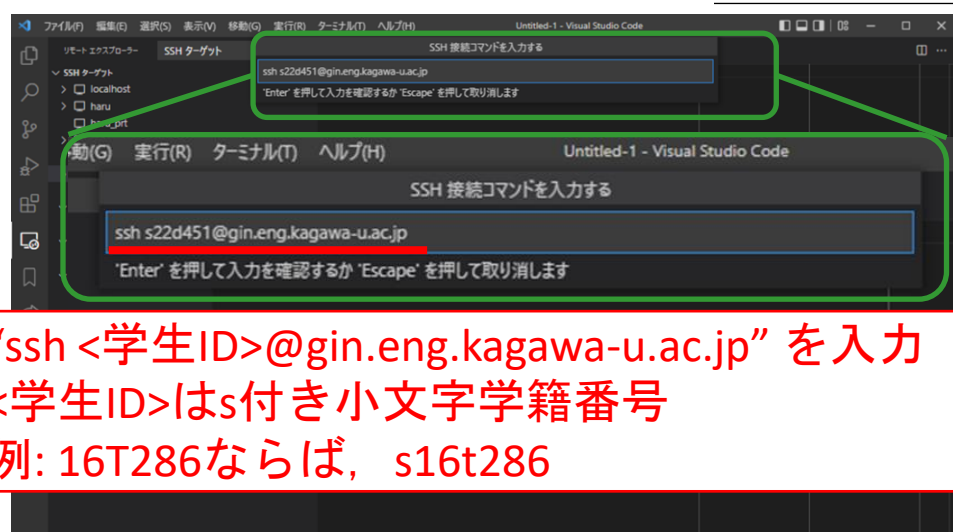 ファイル(F) 編集(E) 選択(S) 表示(V) 移動(G) 実行(R) ターミナル(T) ヘルプ(H) Untitled-1 - Visual Studio Code
リモート エクスプローラー SSH ターゲット
SSH 接続コマンドを入力する
ssh s22d451@gin.eng.kagawa-u.ac.jp
'Enter' を押して入力を確認するか 'Escape' を押して取り消します
SSH ターゲット
localhost
haru
動(G) 実行(R) ターミナル(T) ヘルプ(H) Untitled-1 - Visual Studio Code
SSH 接続コマンドを入力する
ssh s22d451@gin.eng.kagawa-u.ac.jp
'Enter' を押して入力を確認するか 'Escape' を押して取り消します
"ssh <学生ID>@gin.eng.kagawa-u.ac.jp" を入力
<学生ID>はs付き小文字学籍番号
例: 16T286ならば，s16t286